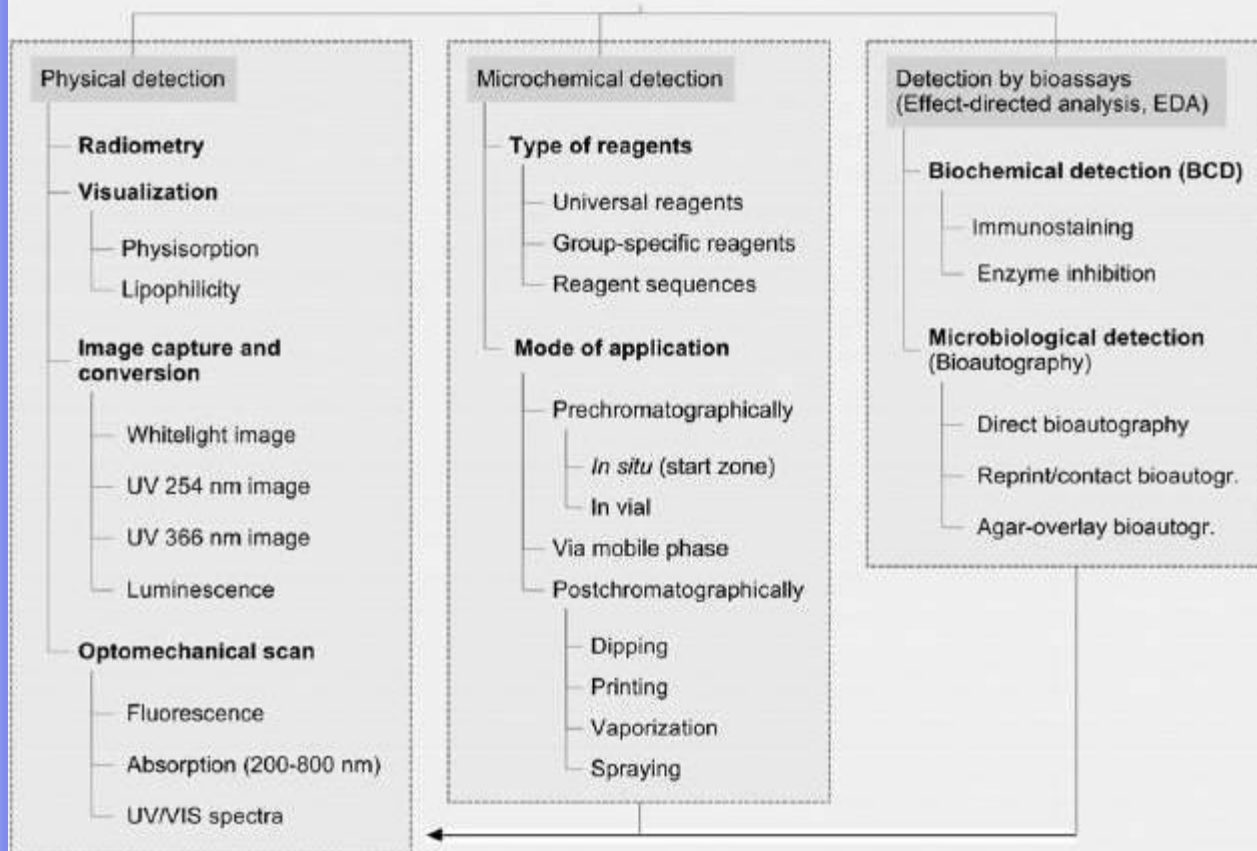 Physical detection
Radiometry
Visualization
Physisorption
Lipophilicity
Image capture and
conversion
Whitelight image
UV 254 nm image
UV 366 nm image
Luminescence
Optomechanical scan
Fluorescence
Absorption (200-800 nm)
UV/VIS spectra
Microchemical detection
Type of reagents
Universal reagents
Group-specific reagents
Reagent sequences
Mode of application
Prechromatographically
In situ (start zone)
In vial
Via mobile phase
Postchromatographically
Dipping
Printing
Vaporization
Spraying
Detection by bioassays
(Effect-directed analysis, EDA)
Biochemical detection (BCD)
Immunostaining
Enzyme inhibition
Microbiological detection
(Bioautography)
Direct bioautography
Reprint/contact bioautogr.
Agar-overlay bioautogr.